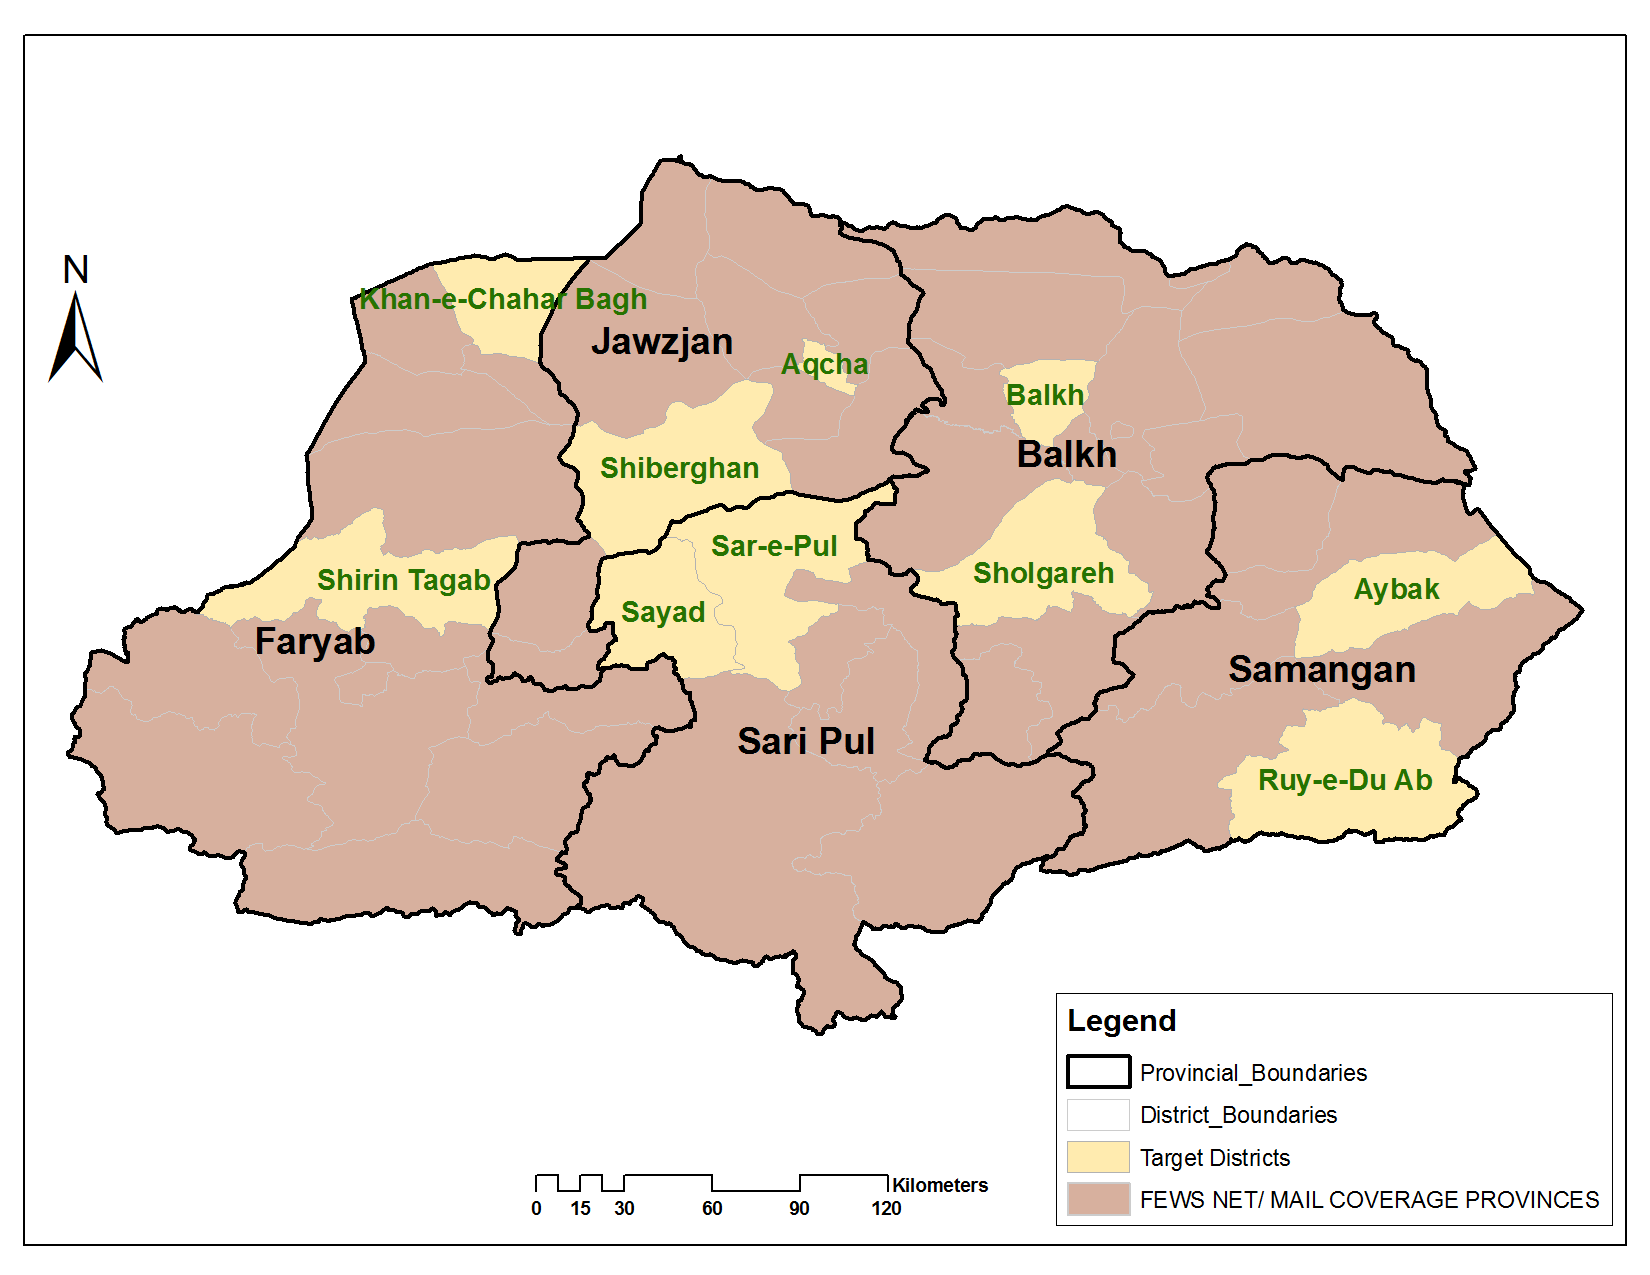 N
Khan-e-Chahar Bagh
Jawzjan
Aqcha
Balkh
Balkh
Shiberghan
Sar-e-Pul
Sholgareh
Shirin Tagab
Aybak
Sayad
Faryab
Samangan
Sari Pul
Ruy-e-Du Ab
Legend
Provincial_Boundaries
District_Boundaries
Target Districts
FEWS NET/ MAIL COVERAGE PROVINCES
Kilometers
0 15 30 60 90 120